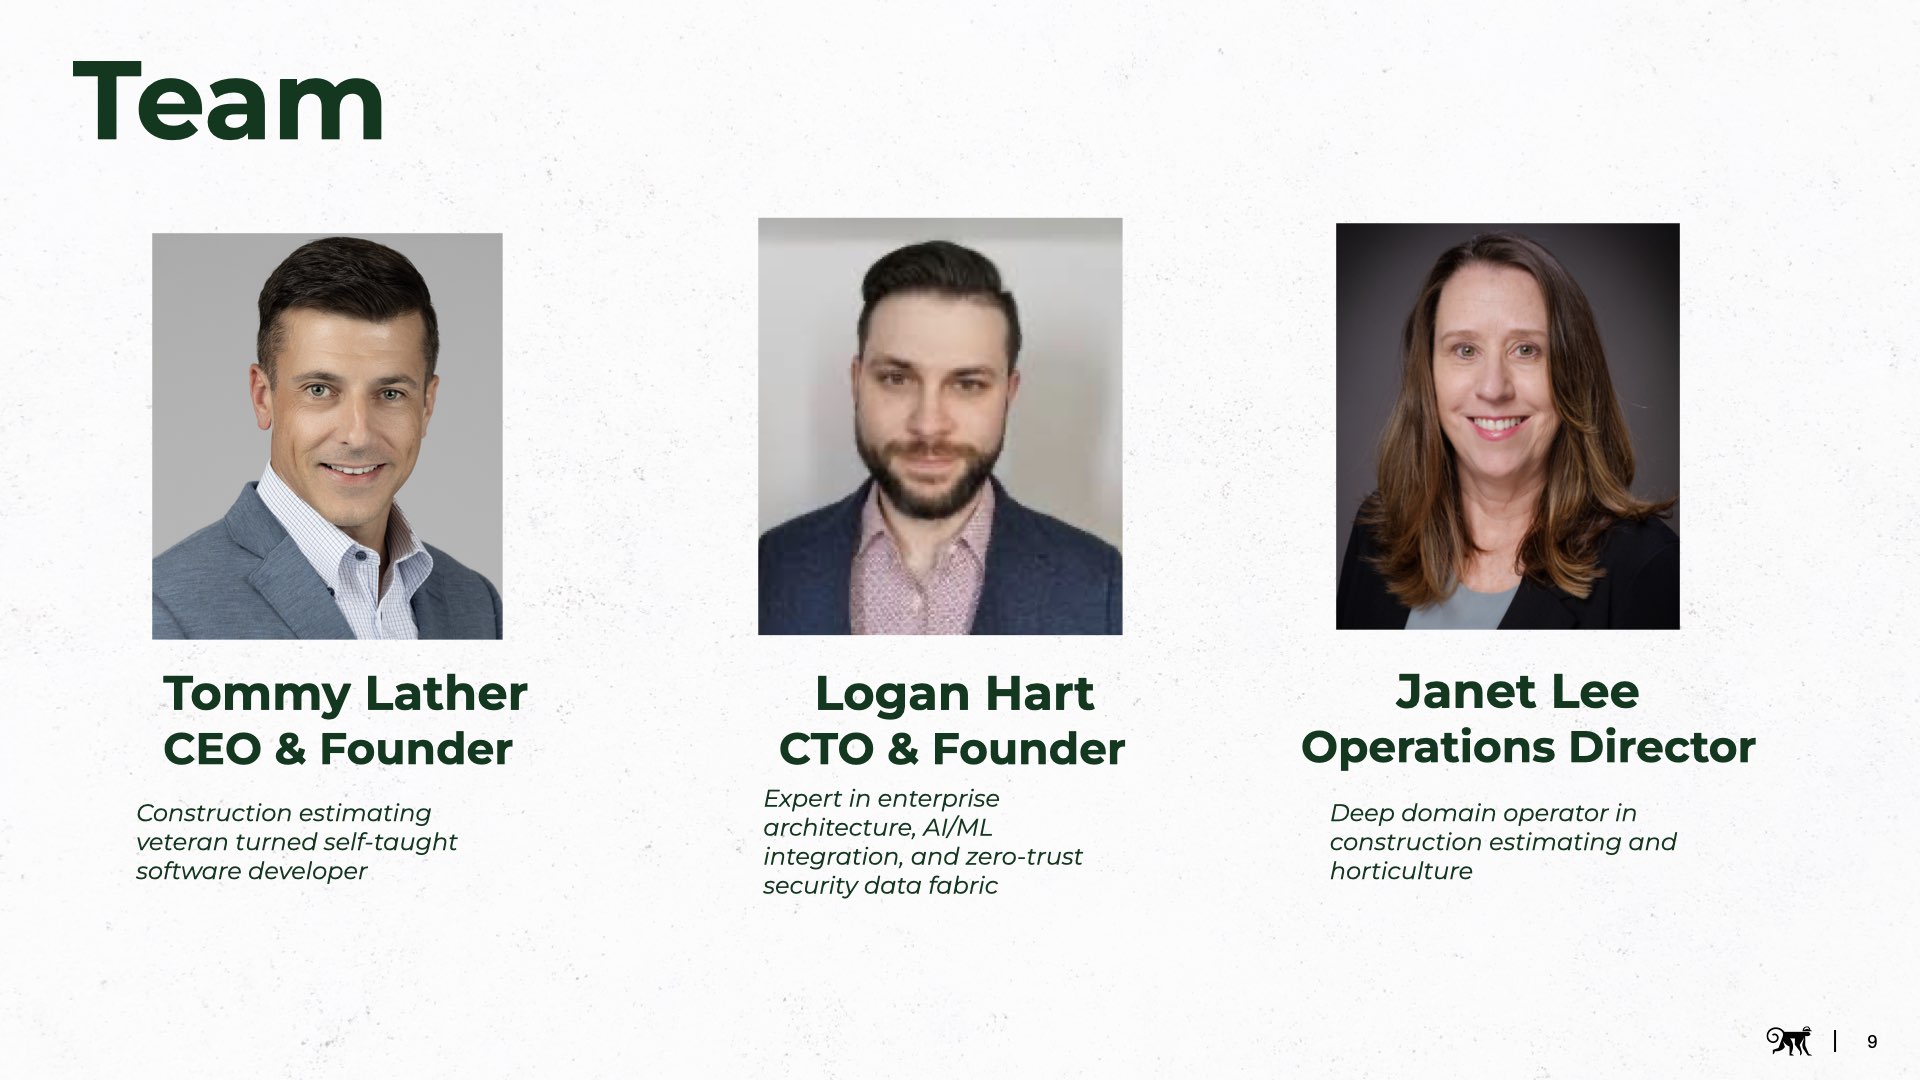 Team
Tommy Lather
CEO & Founder
Construction estimating
veteran turned self-taught
software developer
Logan Hart
CTO & Founder
Expert in enterprise
architecture, AI/ML
integration, and zero-trust
security data fabric
Janet Lee
Operations Director
Deep domain operator in
construction estimating and
horticulture
9